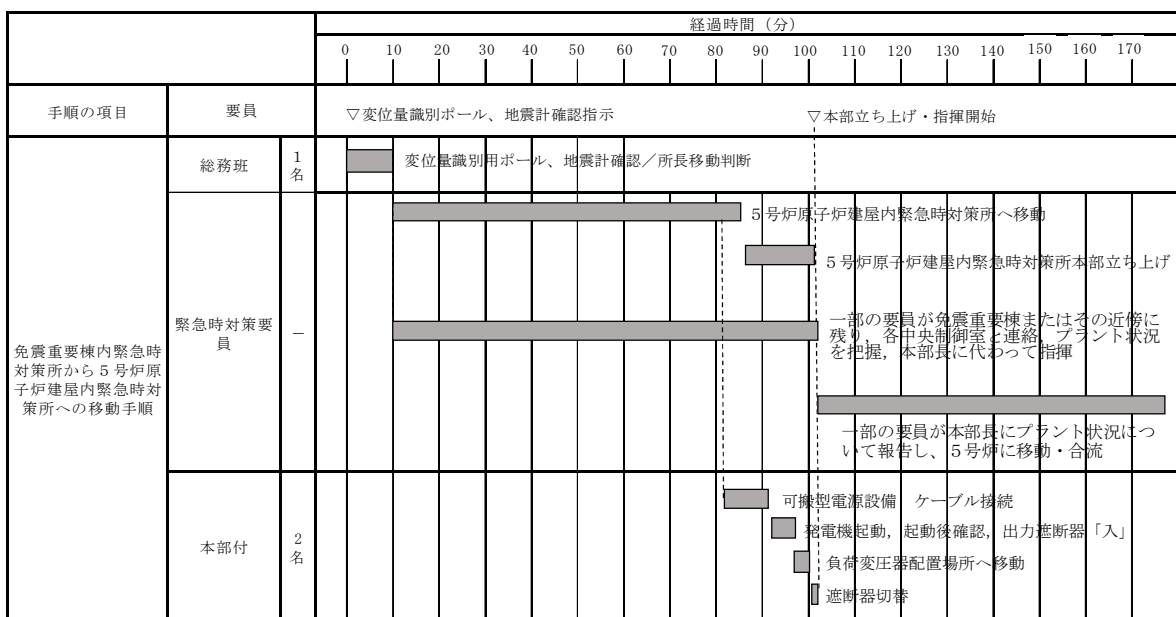 経過時間（分）
0 10 20 30 40 50 60 70 80 90 100 110 120 130 140 150 160 170
手順の項目 要員 ▽変位量識別ポール、地震計確認指示 ▽本部立ち上げ・指揮開始
総務班
1
名
変位量識別用ポール、地震計確認／所長移動判断
5号炉原子炉建屋内緊急時対策所へ移動
5号炉原子炉建屋内緊急時対策所本部立ち上げ
緊急時対策要
員
－
一部の要員が免震重要棟またはその近傍に
残り，各中央制御室と連絡，プラント状況
を把握，本部長に代わって指揮
免震重要棟内緊急時
対策所から５号炉原
子炉建屋内緊急時対
策所への移動手順
一部の要員が本部長にプラント状況につ
いて報告し、５号炉に移動・合流
本部付
2
名
可搬型電源設備　ケーブル接続
発電機起動，起動後確認，出力遮断器「入」
負荷変圧器配置場所へ移動
遮断器切替